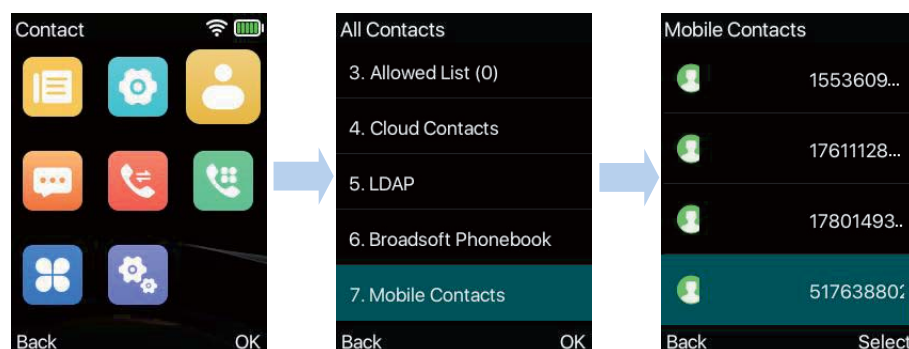 Contact
Back OK
All Contacts
3. Allowed List (0)
4. Cloud Contacts
5. LDAP
6. Broadsoft Phonebook
7. Mobile Contacts
Back OK
Mobile Contacts
1553609...
17611128...
17801493..
517638802
Back Select